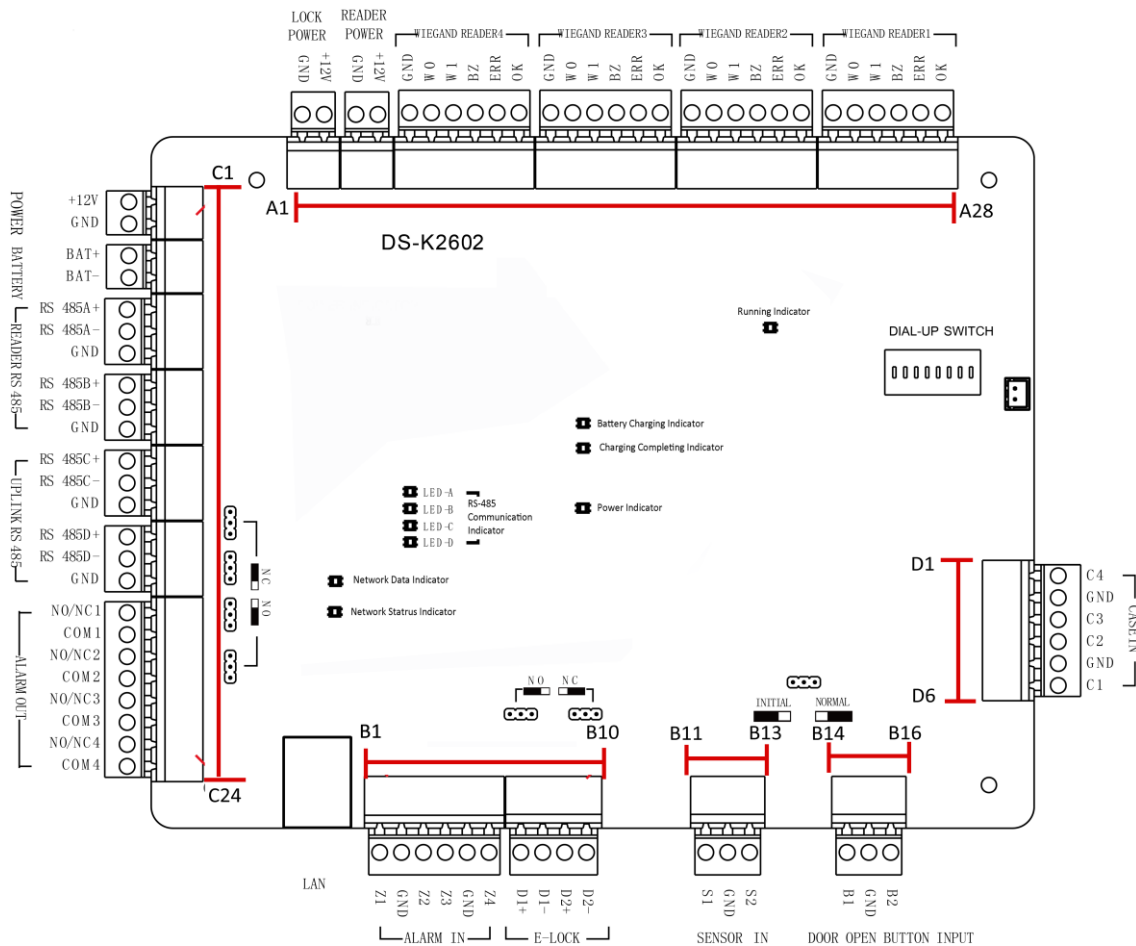 LOCK POWER
READER POWER
WIEGAND READER4
WIEGAND READER3
WIEGAND READER2
WIEGAND READER1
GND
+12V
GND
+12V
GND
W0
W1
BZ
ERR
OK
GND
W0
W1
BZ
ERR
OK
GND
W0
W1
BZ
ERR
OK
GND
W0
W1
BZ
ERR
OK
C1
A1
A28
DS-K2602
POWER
BATTERY
READER RS 485
UPLINK RS 485
ALARM OUT
+12V
GND
BAT+
BAT-
RS 485A+
RS 485A-
GND
RS 485B+
RS 485B-
GND
RS 485C+
RS 485C-
GND
RS 485D+
RS 485D-
GND
NO/NC1
COM1
NO/NC2
COM2
NO/NC3
COM3
NO/NC4
COM4
C24
NC
NO
Running Indicator
DIAL-UP SWITCH
Battery Charging Indicator
Charging Completing Indicator
Power Indicator
LED-A
LED-B
LED-C
LED-D
RS-485
Communication
Indicator
Network Data Indicator
Network Statrus Indicator
D1
D6
C4
GND
C3
C2
GND
C1
CASE IN
NO
NC
INITIAL
NORMAL
B1
B10
B11
B13
B14
B16
LAN
Z1
GND
Z2
Z3
GND
Z4
D1+
D1-
D2+
D2-
S1
GND
S2
B1
GND
B2
ALARM IN
E-LOCK
SENSOR IN
DOOR OPEN BUTTON INPUT